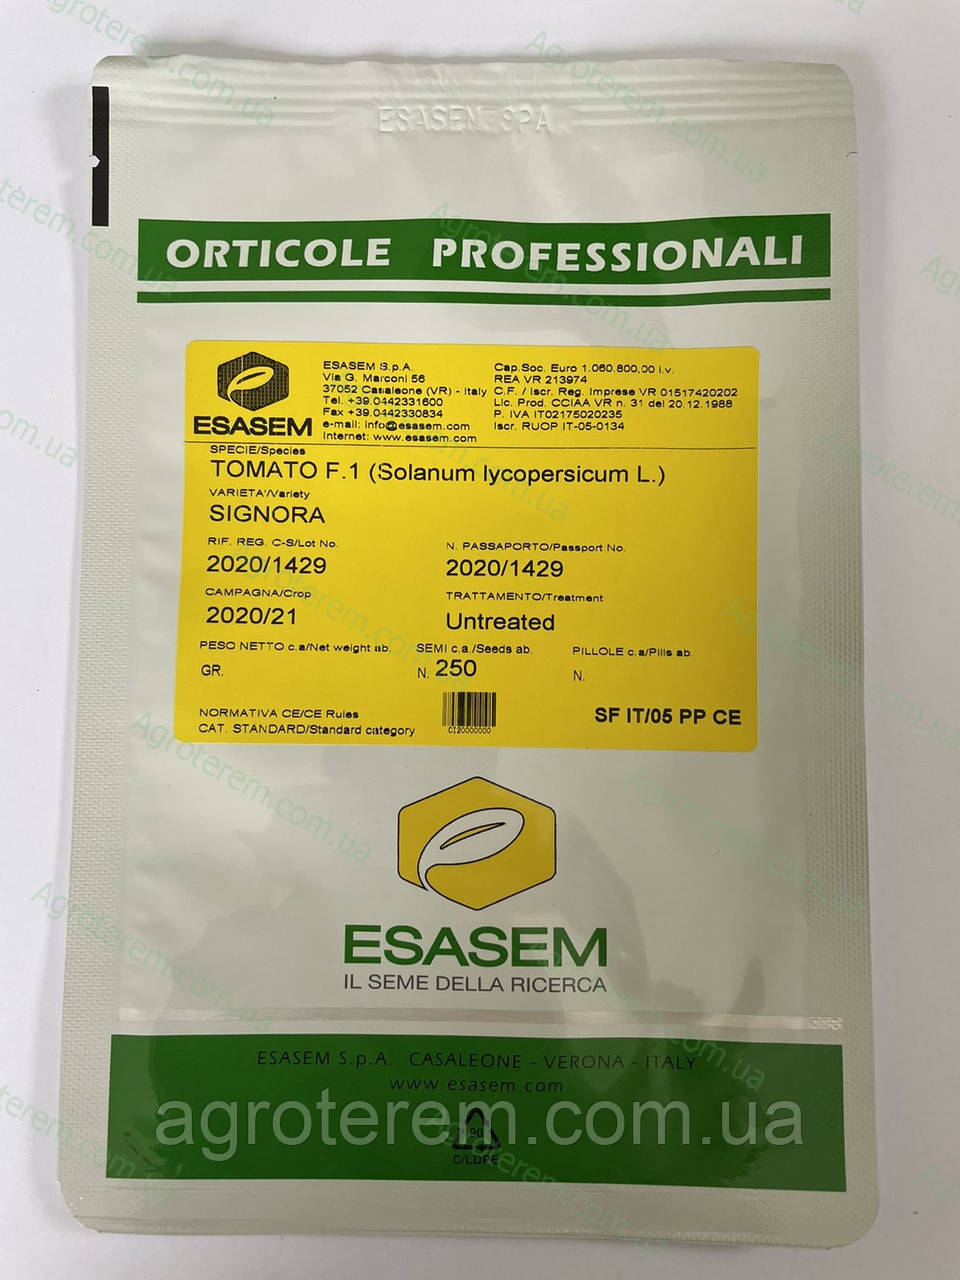 ESASEM SPA
ORTICOLE PROFESSIONALI
ESASEM
ESASEM S.p.A.
Via G. Marconi 56
37052 Casaleone (VR) - Italy
Tel. +39.0442331600
Fax +39.0442330834
e-mail: info@esasem.com
Internet: www.esasem.com
Cap.Soc. Euro 1.060.800,00 i.v.
REA VR 213974
C.F. / Iscr. Reg. Imprese VR 01517420202
Lic. Prod. CCIAA VR n. 31 del 20.12.1988
P. IVA IT02175020235
Iscr. RUOP IT-05-0134
SPECIE/Species
TOMATO F.1 (Solanum lycopersicum L.)
VARIETA'/Variety
SIGNORA
RIF. REG. C-S/Lot No.
N. PASSAPORTO/Passport No.
2020/1429
2020/1429
CAMPAGNA/Crop
TRATTAMENTO/Treatment
2020/21
Untreated
PESO NETTO c.a/Net weight ab.
SEMI c.a./Seeds ab.
PILLOLE c.a/Pills ab.
GR.
N. 250
N.
NORMATIVA CE/CE Rules
CAT. STANDARD/Standard category
CI20000000
SF IT/05 PP CE
ESASEM
IL SEME DELLA RICERCA
ESASEM S.p.A. CASALEONE - VERONA - ITALY
www.esasem.com
agroterem.com.ua
90
C/LDPE